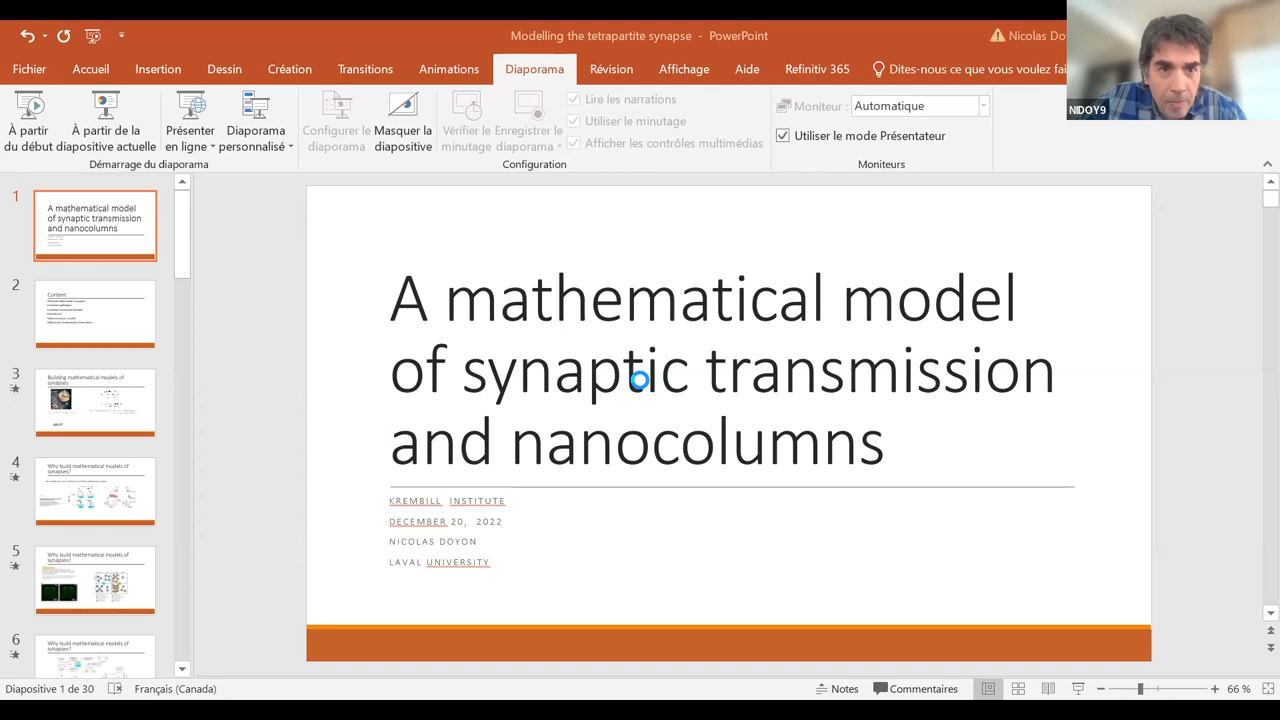 Modelling the tetrapartite synapse - PowerPoint
Nicolas Do
Fichier Accueil Insertion Dessin Création Transitions Animations Diaporama Révision Affichage Aide Refinitiv 365 Dites-nous ce que vous voulez fai
NIDOY9
À partir du début
À partir de la diapositive actuelle
Présenter en ligne
Diaporama personnalisé
Configurer le diaporama
Masquer la diapositive
Vérifier le minutage
Enregistrer le diaporama
Lire les narrations
Utiliser le minutage
Afficher les contrôles multimédias
Moniteur : Automatique
Utiliser le mode Présentateur
Démarrage du diaporama
Configuration
Moniteurs
1
A mathematical model
of synaptic transmission
and nanocolumns
2
Content
3
Building mathematical models of
synapses
4
Why build mathematical models of
synapses?
5
Why build mathematical models of
synapses?
6
Why build mathematical models of
synapses?
A mathematical model
of synaptic transmission
and nanocolumns
KREMBILL INSTITUTE
DECEMBER 20, 2022
NICOLAS DOYON
LAVAL UNIVERSITY
Diapositive 1 de 30
Français (Canada)
Notes
Commentaires
66 %